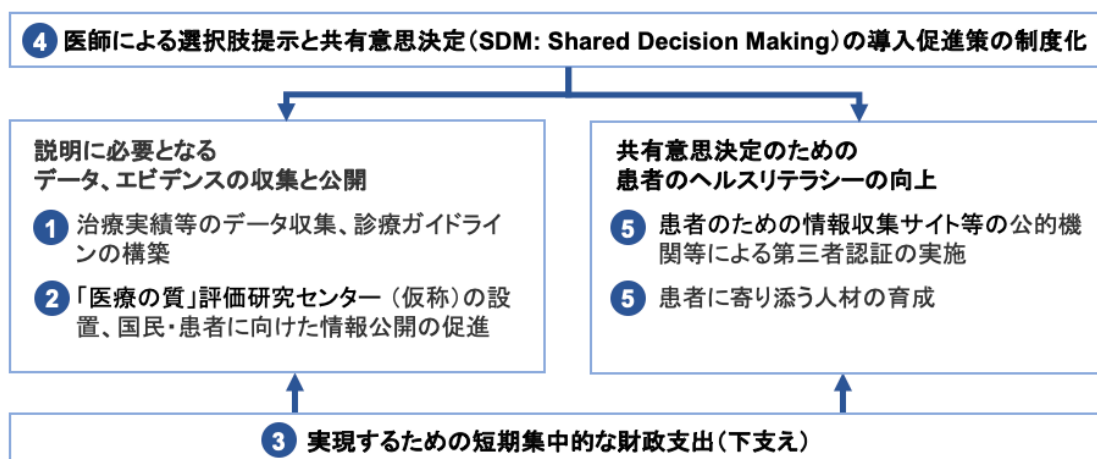 4 医師による選択肢提示と共有意思決定(SDM: Shared Decision Making)の導入促進策の制度化
説明に必要となる
データ、エビデンスの収集と公開
1 治療実績等のデータ収集、診療ガイドライ
ンの構築
2 「医療の質」評価研究センター (仮称)の設
置、国民・患者に向けた情報公開の促進
共有意思決定のための
患者のヘルスリテラシーの向上
5 患者のための情報収集サイト等の公的機
関等による第三者認証の実施
5 患者に寄り添う人材の育成
3 実現するための短期集中的な財政支出(下支え)